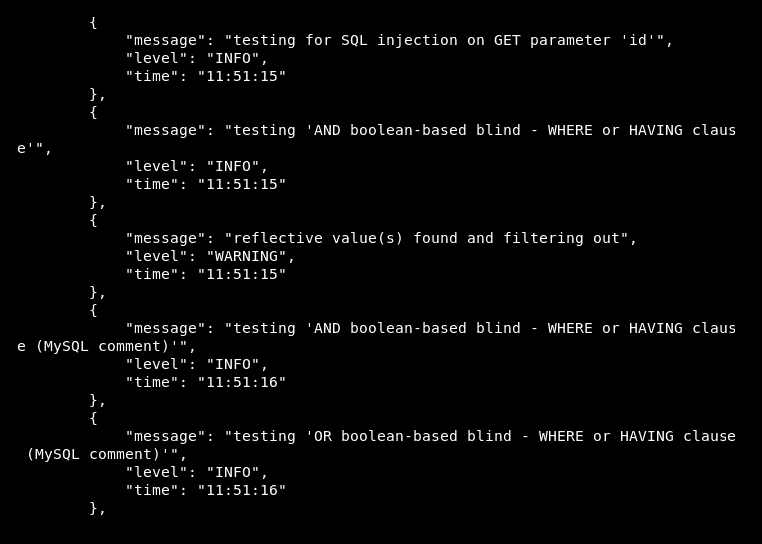 {
            "message": "testing for SQL injection on GET parameter 'id'",
            "level": "INFO",
            "time": "11:51:15"
        },
        {
            "message": "testing 'AND boolean-based blind - WHERE or HAVING claus
e'",
            "level": "INFO",
            "time": "11:51:15"
        },
        {
            "message": "reflective value(s) found and filtering out",
            "level": "WARNING",
            "time": "11:51:15"
        },
        {
            "message": "testing 'AND boolean-based blind - WHERE or HAVING claus
e (MySQL comment)'",
            "level": "INFO",
            "time": "11:51:16"
        },
        {
            "message": "testing 'OR boolean-based blind - WHERE or HAVING clause
 (MySQL comment)'",
            "level": "INFO",
            "time": "11:51:16"
        },